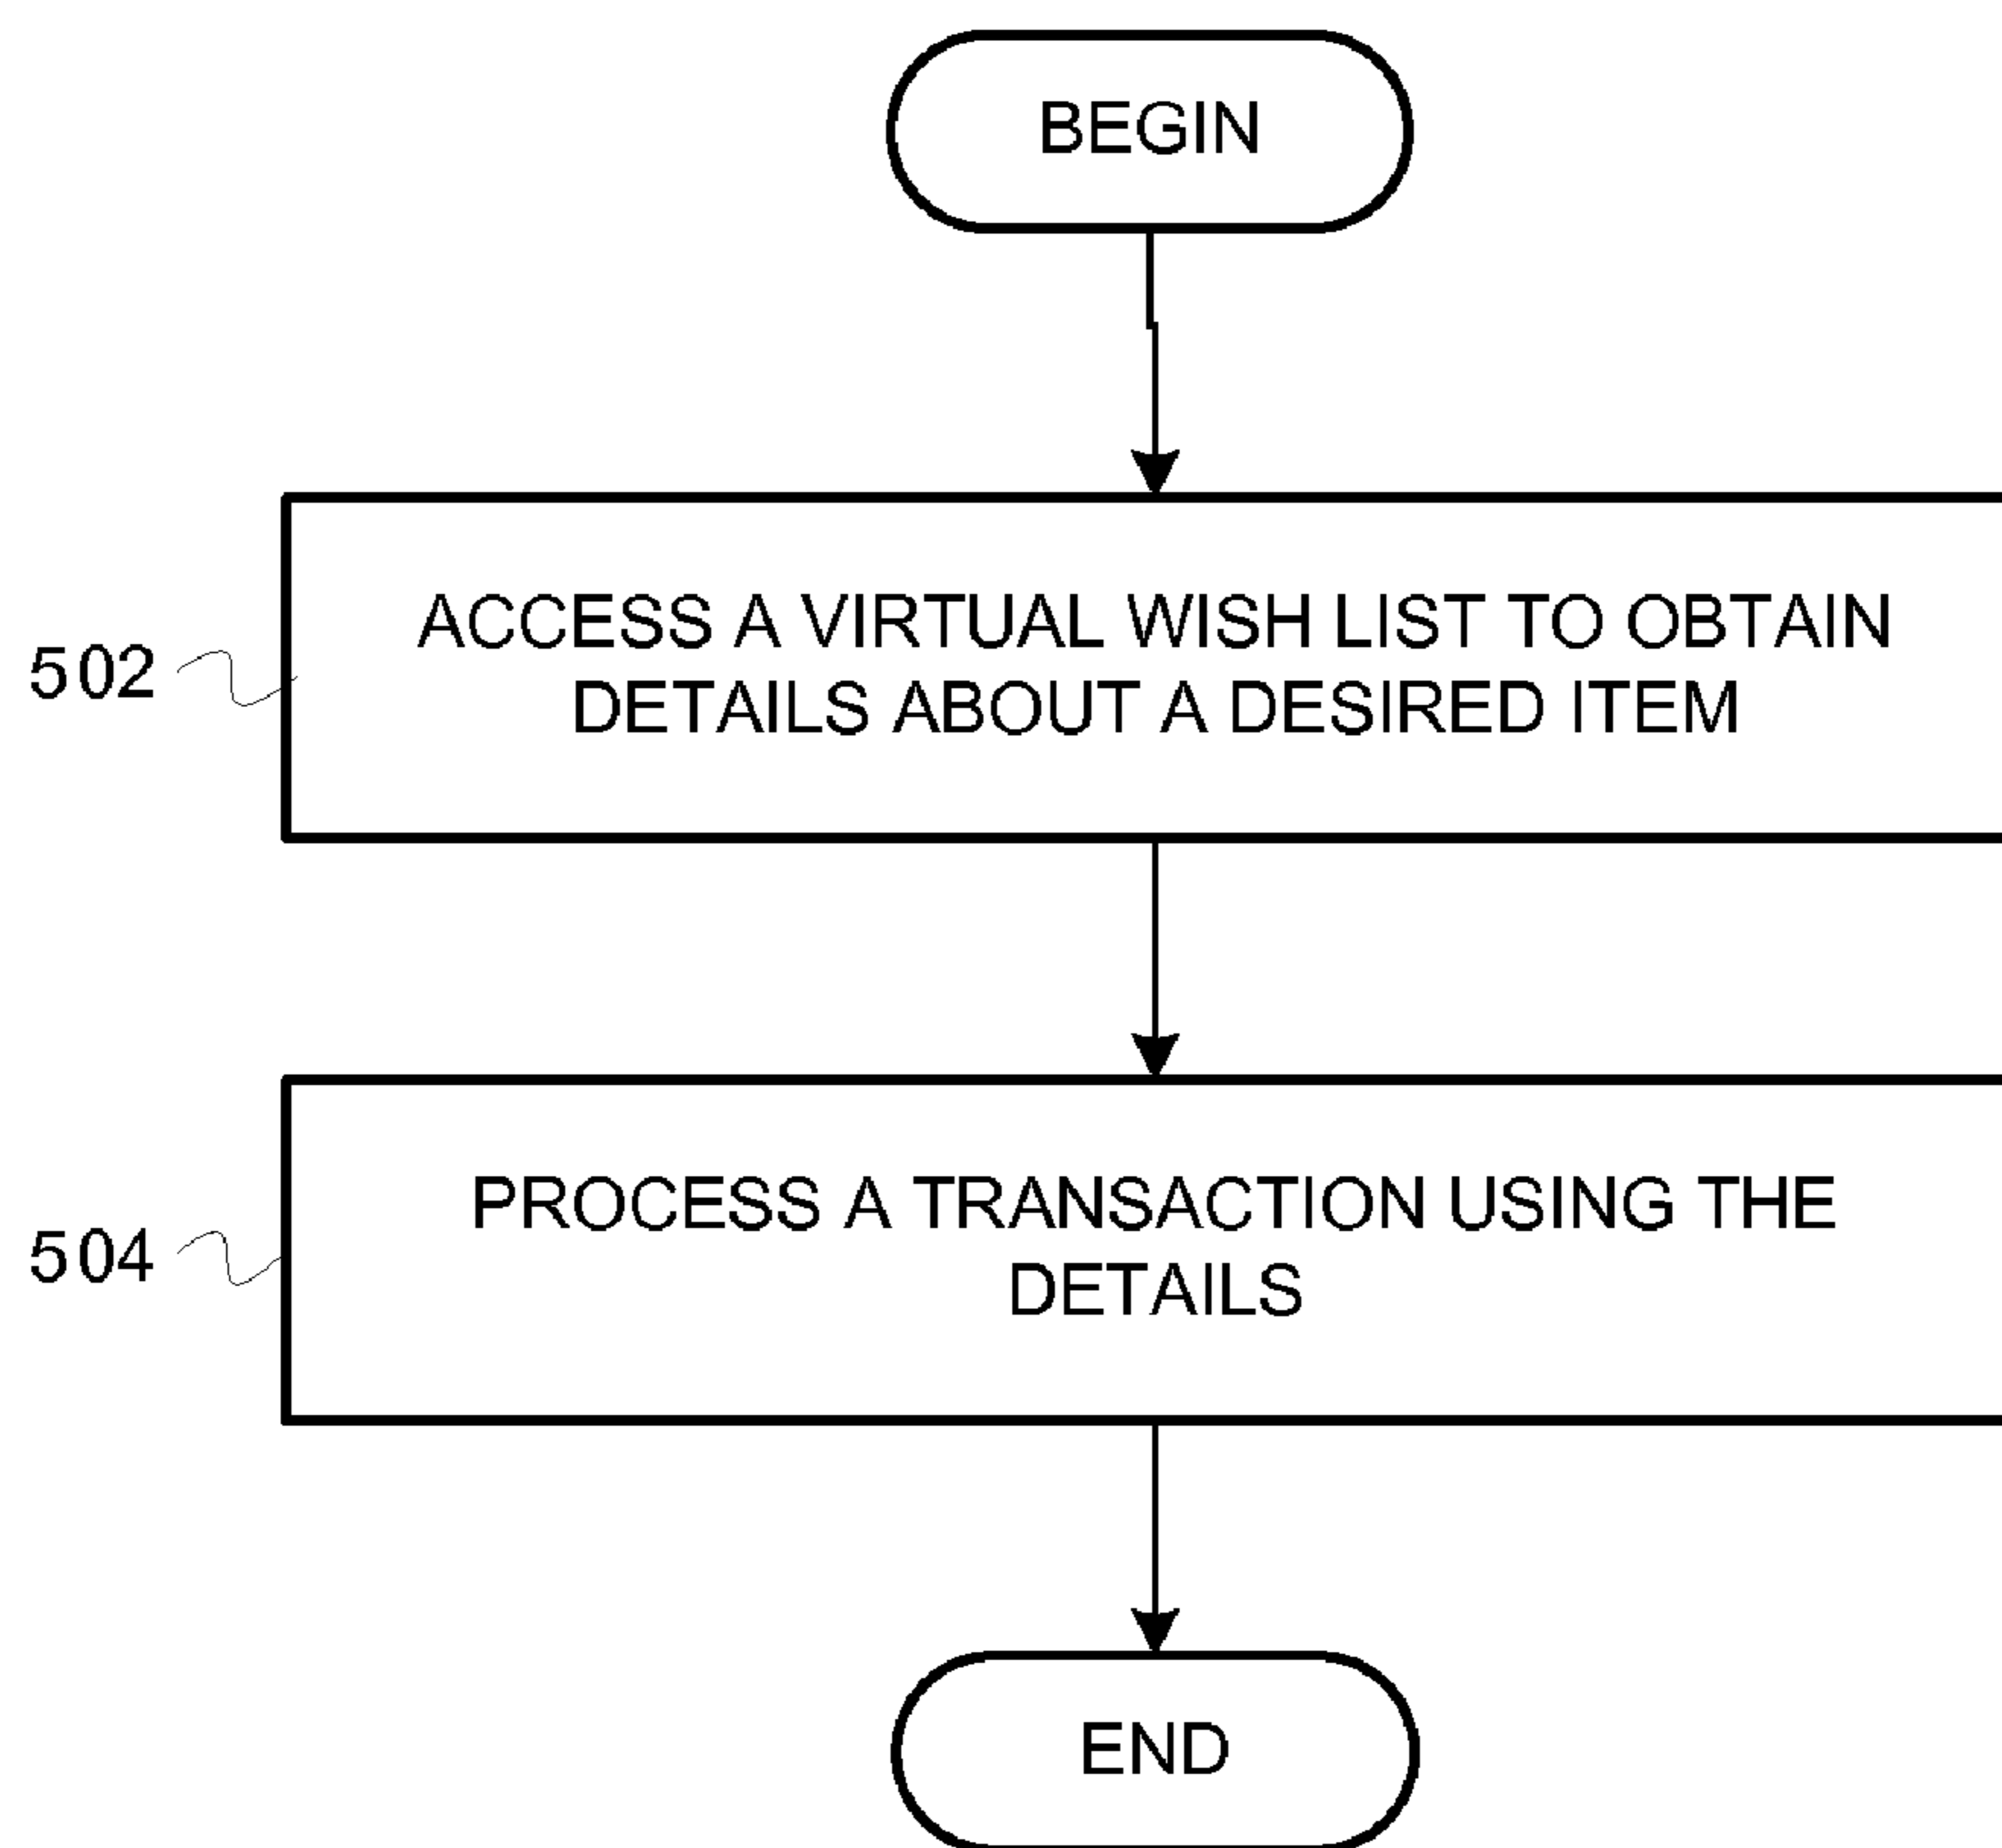 BEGIN
502
ACCESS A VIRTUAL WISH LIST TO OBTAIN
DETAILS ABOUT A DESIRED ITEM
504
PROCESS A TRANSACTION USING THE
DETAILS
END